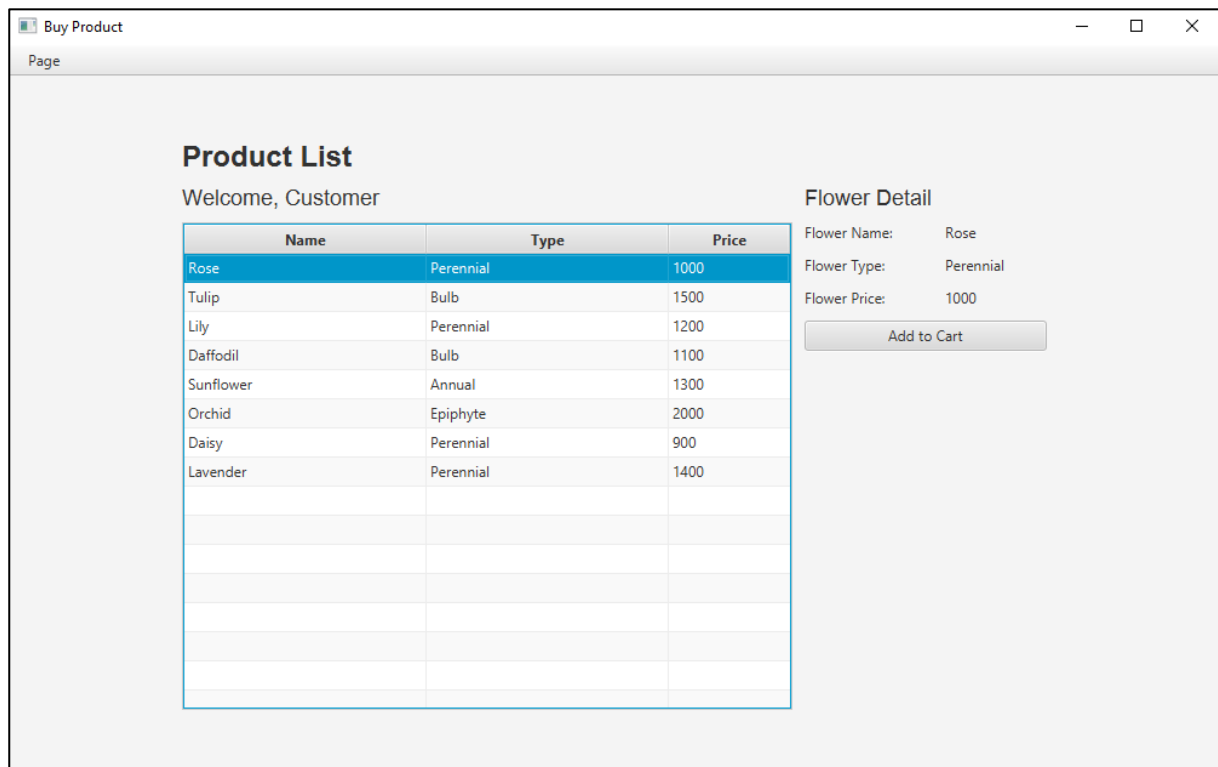 Buy Product
Page
Product List
Welcome, Customer
Name Type Price
Rose Perennial 1000
Tulip Bulb 1500
Lily Perennial 1200
Daffodil Bulb 1100
Sunflower Annual 1300
Orchid Epiphyte 2000
Daisy Perennial 900
Lavender Perennial 1400
Flower Detail
Flower Name: Rose
Flower Type: Perennial
Flower Price: 1000
Add to Cart